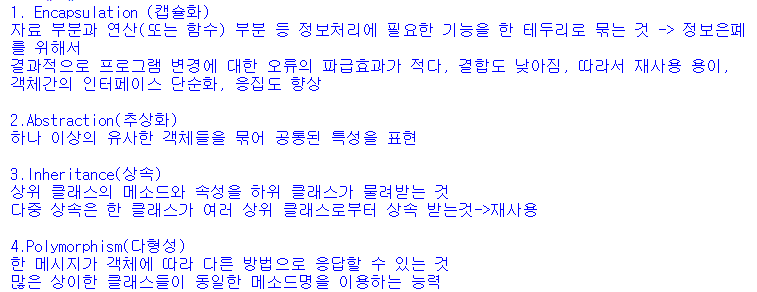 1. Encapsulation (캡슐화)
자료 부분과 연산(또는 함수) 부분 등 정보처리에 필요한 기능을 한 테두리로 묶는 것 -> 정보은폐
를 위해서
결과적으로 프로그램 변경에 대한 오류의 파급효과가 적다, 결합도 낮아짐, 따라서 재사용 용이,
객체간의 인터페이스 단순화, 응집도 향상
2.Abstraction(추상화)
하나 이상의 유사한 객체들을 묶어 공통된 특성을 표현
3.Inheritance(상속)
상위 클래스의 메소드와 속성을 하위 클래스가 물려받는 것
다중 상속은 한 클래스가 여러 상위 클래스로부터 상속 받는것->재사용
4.Polymorphism(다형성)
한 메시지가 객체에 따라 다른 방법으로 응답할 수 있는 것
많은 상이한 클래스들이 동일한 메소드명을 이용하는 능력